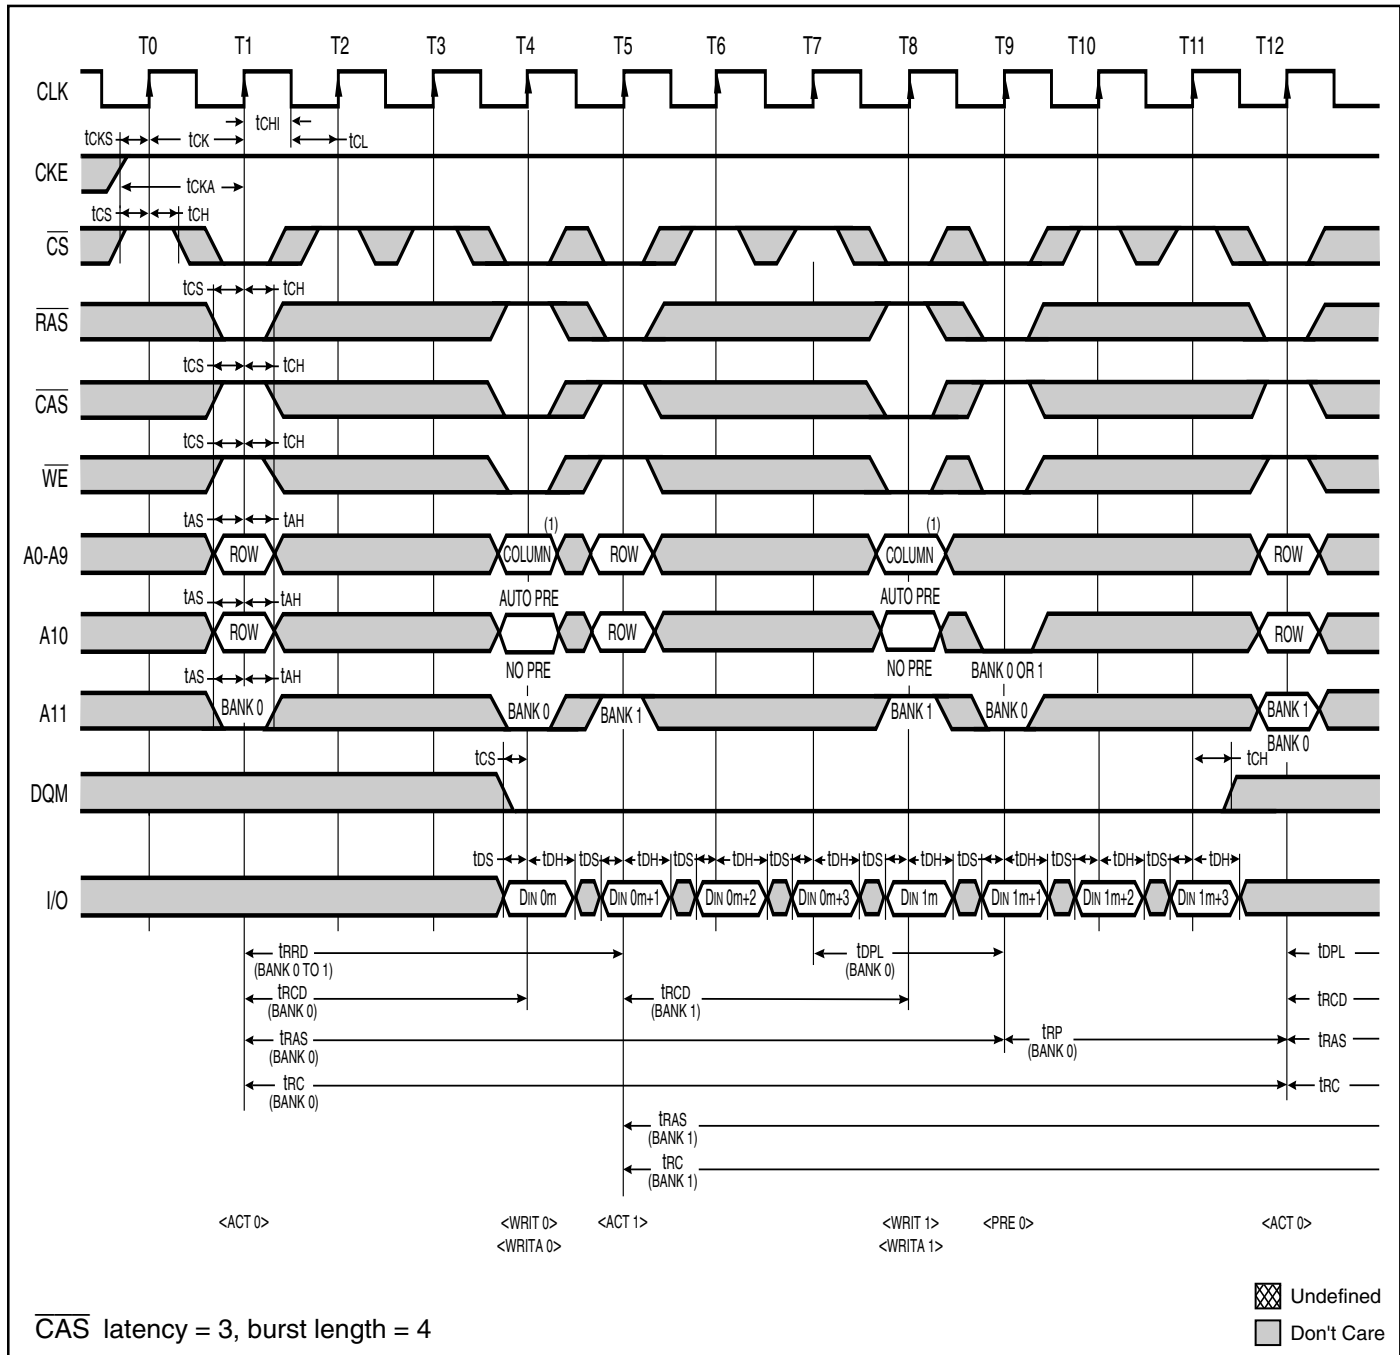 T0 T1 T2 T3 T4 T5 T6 T7 T8 T9 T10 T11 T12
CLK
tCHI
tCKS tCK tCL
CKE
tCKA
tCS tCH
CS
tCS tCH
RAS
tCS tCH
CAS
tCS tCH
WE
tAS tAH (1) (1)
A0-A9 ROW COLUMN ROW COLUMN ROW
tAS tAH AUTO PRE AUTO PRE
A10 ROW ROW ROW
tAS tAH NO PRE NO PRE BANK 0 OR 1
A11 BANK 0 BANK 0 BANK 1 BANK 1 BANK 0 BANK 1
BANK 0
tCS tCH
DQM
tDS tDH tDS tDH tDS tDH tDS tDH tDS tDH tDS tDH tDS tDH tDS tDH
I/O DIN 0m DIN 0m+1 DIN 0m+2 DIN 0m+3 DIN 1m DIN 1m+1 DIN 1m+2 DIN 1m+3
tRRD tDPL tDPL
(BANK 0 TO 1) (BANK 0)
tRCD tRCD tRCD
(BANK 0) (BANK 1)
tRAS tRP tRAS
(BANK 0) (BANK 0)
tRC tRC
(BANK 0)
tRAS
(BANK 1)
tRC
(BANK 1)
<ACT 0> <WRIT 0> <ACT 1> <WRIT 1> <PRE 0> <ACT 0>
<WRITA 0> <WRITA 1>
Undefined
CAS latency = 3, burst length = 4
Don't Care